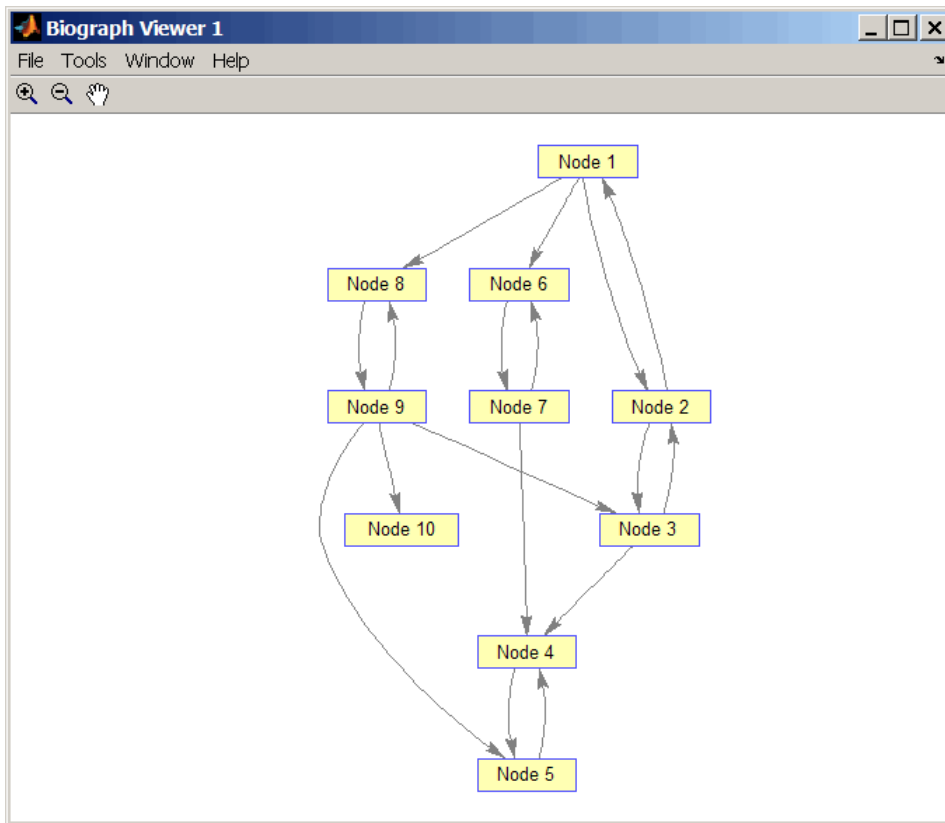 Biograph Viewer 1
File Tools Window Help
Node 1
Node 8 Node 6
Node 9 Node 7 Node 2
Node 10 Node 3
Node 4
Node 5